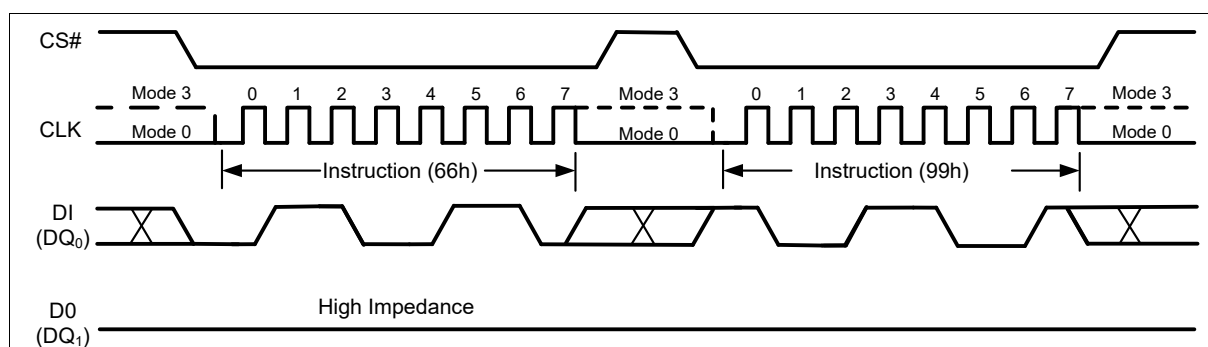 CS#
Mode 3 0 1 2 3 4 5 6 7 Mode 3 0 1 2 3 4 5 6 7 Mode 3
CLK
Mode 0 Mode 0 Mode 0
Instruction (66h) Instruction (99h)
DI
(DQ0)
High Impedance
D0
(DQ1)